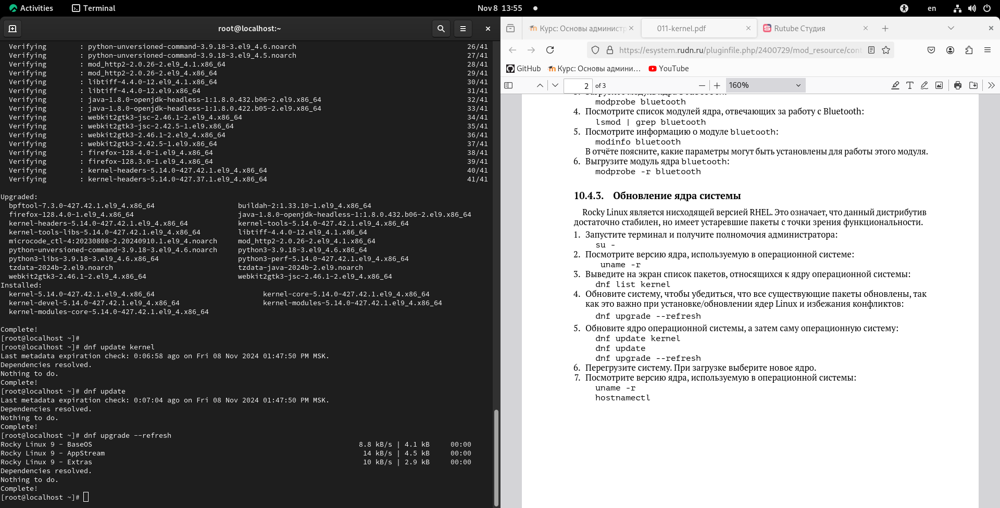 Activities
Terminal
Nov 8 13:55
en
root@localhost:~
Verifying : python-unversioned-command-3.9.18-3.el9_4.6.noarch 26/41
Verifying : python-unversioned-command-3.9.18-3.el9_4.5.noarch 27/41
Verifying : mod_http2-2.0.26-2.el9_4.1.x86_64 28/41
Verifying : mod_http2-2.0.26-2.el9_4.x86_64 29/41
Verifying : libtiff-4.4.0-12.el9_4.1.x86_64 30/41
Verifying : libtiff-4.4.0-12.el9.x86_64 31/41
Verifying : java-1.8.0-openjdk-headless-1:1.8.0.432.b06-2.el9.x86_64 32/41
Verifying : java-1.8.0-openjdk-headless-1:1.8.0.422.b05-2.el9.x86_64 33/41
Verifying : webkit2gtk3-jsc-2.46.1-2.el9_4.x86_64 34/41
Verifying : webkit2gtk3-jsc-2.42.5-1.el9.x86_64 35/41
Verifying : webkit2gtk3-2.46.1-2.el9_4.x86_64 36/41
Verifying : webkit2gtk3-2.42.5-1.el9.x86_64 37/41
Verifying : firefox-128.4.0-1.el9_4.x86_64 38/41
Verifying : firefox-128.3.0-1.el9_4.x86_64 39/41
Verifying : kernel-headers-5.14.0-427.42.1.el9_4.x86_64 40/41
Verifying : kernel-headers-5.14.0-427.37.1.el9_4.x86_64 41/41
Upgraded:
bpftool-7.3.0-427.42.1.el9_4.x86_64 buildah-2:1.33.10-1.el9_4.x86_64
firefox-128.4.0-1.el9_4.x86_64 java-1.8.0-openjdk-headless-1:1.8.0.432.b06-2.el9.x86_64
kernel-headers-5.14.0-427.42.1.el9_4.x86_64 kernel-tools-5.14.0-427.42.1.el9_4.x86_64
kernel-tools-libs-5.14.0-427.42.1.el9_4.x86_64 libtiff-4.4.0-12.el9_4.1.x86_64
microcode_ctl-4:20230808-2.20240910.1.el9_4.noarch mod_http2-2.0.26-2.el9_4.1.x86_64
python-unversioned-command-3.9.18-3.el9_4.6.noarch python3-3.9.18-3.el9_4.6.x86_64
python3-libs-3.9.18-3.el9_4.6.x86_64 python3-perf-5.14.0-427.42.1.el9_4.x86_64
tzdata-2024b-2.el9.noarch tzdata-java-2024b-2.el9.noarch
webkit2gtk3-2.46.1-2.el9_4.x86_64 webkit2gtk3-jsc-2.46.1-2.el9_4.x86_64
Installed:
kernel-5.14.0-427.42.1.el9_4.x86_64 kernel-core-5.14.0-427.42.1.el9_4.x86_64
kernel-devel-5.14.0-427.42.1.el9_4.x86_64 kernel-modules-5.14.0-427.42.1.el9_4.x86_64
kernel-modules-core-5.14.0-427.42.1.el9_4.x86_64
Complete!
[root@localhost ~]#
[root@localhost ~]# dnf update kernel
Last metadata expiration check: 0:06:58 ago on Fri 08 Nov 2024 01:47:50 PM MSK.
Dependencies resolved.
Nothing to do.
Complete!
[root@localhost ~]# dnf update
Last metadata expiration check: 0:07:04 ago on Fri 08 Nov 2024 01:47:50 PM MSK.
Dependencies resolved.
Nothing to do.
Complete!
[root@localhost ~]# dnf upgrade --refresh
Rocky Linux 9 - BaseOS 8.8 kB/s | 4.1 kB 00:00
Rocky Linux 9 - AppStream 14 kB/s | 4.5 kB 00:00
Rocky Linux 9 - Extras 10 kB/s | 2.9 kB 00:00
Dependencies resolved.
Nothing to do.
Complete!
[root@localhost ~]#
Курс: Основы администр
011-kernel.pdf
Rutube Студия
https://esystem.rudn.ru/pluginfile.php/2400729/mod_resource/cont
GitHub
Курс: Основы админи…
YouTube
2 of 3
160%
modprobe bluetooth
4. Посмотрите список модулей ядра, отвечающих за работу с Bluetooth:
lsmod | grep bluetooth
5. Посмотрите информацию о модуле bluetooth:
modinfo bluetooth
В отчёте поясните, какие параметры могут быть установлены для работы этого модуля.
6. Выгрузите модуль ядра bluetooth:
modprobe -r bluetooth
10.4.3. Обновление ядра системы
Rocky Linux является нисходящей версией RHEL. Это означает, что данный дистрибутив
достаточно стабилен, но имеет устаревшие пакеты с точки зрения функциональности.
1. Запустите терминал и получите полномочия администратора:
su -
2. Посмотрите версию ядра, используемую в операционной системе:
uname -r
3. Выведите на экран список пакетов, относящихся к ядру операционной системы:
dnf list kernel
4. Обновите систему, чтобы убедиться, что все существующие пакеты обновлены, так
как это важно при установке/обновлении ядер Linux и избежания конфликтов:
dnf upgrade --refresh
5. Обновите ядро операционной системы, а затем саму операционную систему:
dnf update kernel
dnf update
dnf upgrade --refresh
6. Перегрузите систему. При загрузке выберите новое ядро.
7. Посмотрите версию ядра, используемую в операционной системы:
uname -r
hostnamectl